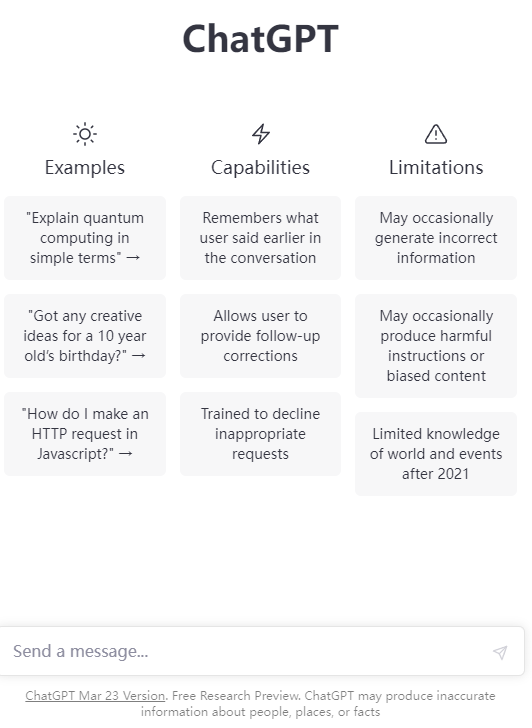 ChatGPT
Examples
"Explain quantum
computing in
simple terms" →
"Got any creative
ideas for a 10 year
old's birthday?" →
"How do I make an
HTTP request in
Javascript?" →
Capabilities
Remembers what
user said earlier in
the conversation
Allows user to
provide follow-up
corrections
Trained to decline
inappropriate
requests
Limitations
May occasionally
generate incorrect
information
May occasionally
produce harmful
instructions or
biased content
Limited knowledge
of world and events
after 2021
Send a message...
ChatGPT Mar 23 Version. Free Research Preview. ChatGPT may produce inaccurate
information about people, places, or facts